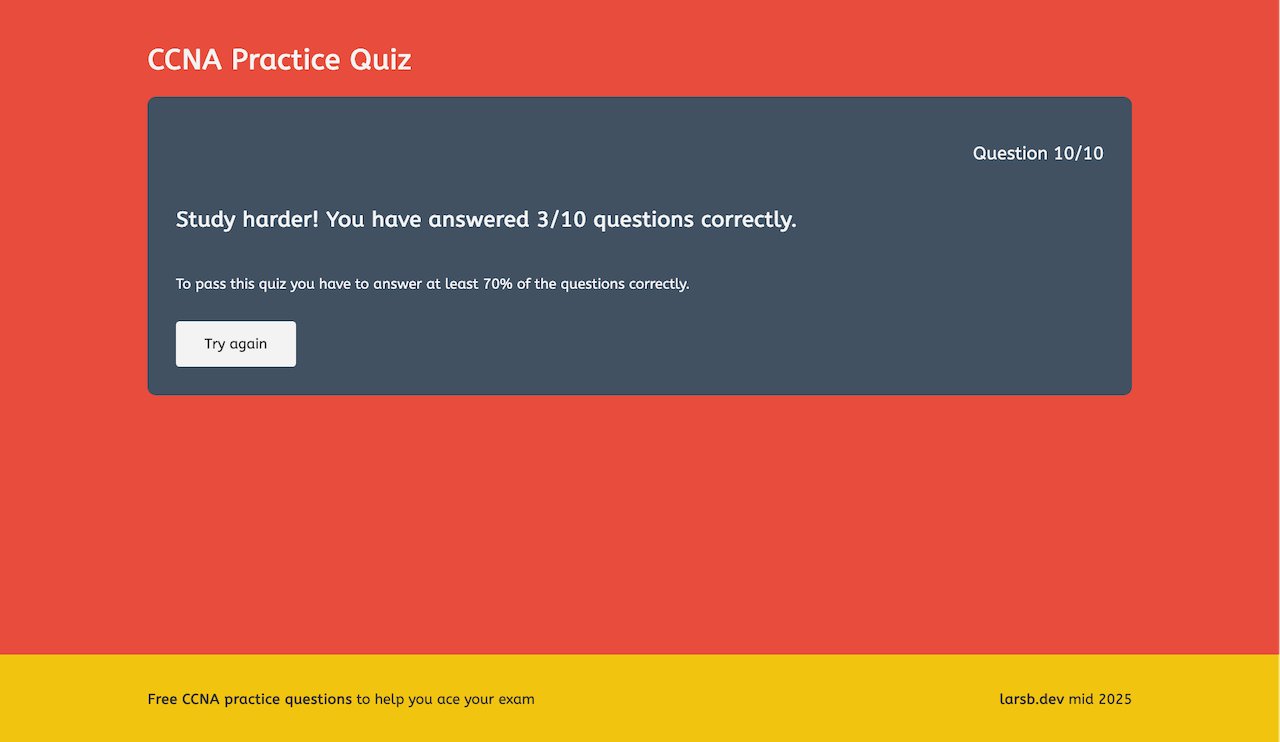 CCNA Practice Quiz
Question 10/10
Study harder! You have answered 3/10 questions correctly.
To pass this quiz you have to answer at least 70% of the questions correctly.
Try again
Free CCNA practice questions to help you ace your exam
larsb.dev mid 2025